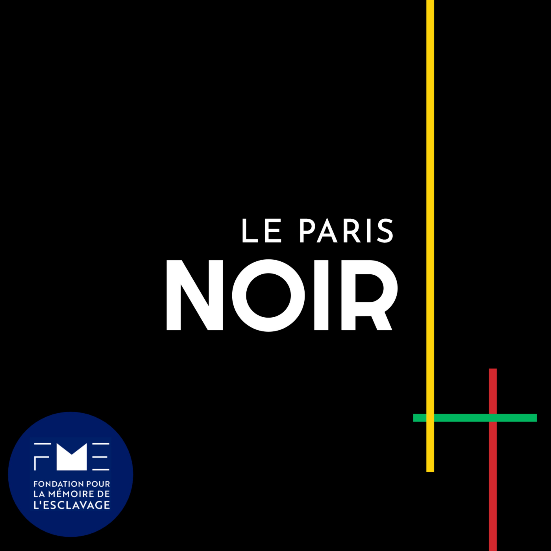 LE PARIS
NOIR
FME
FONDATION POUR
LA MÉMOIRE DE
L'ESCLAVAGE